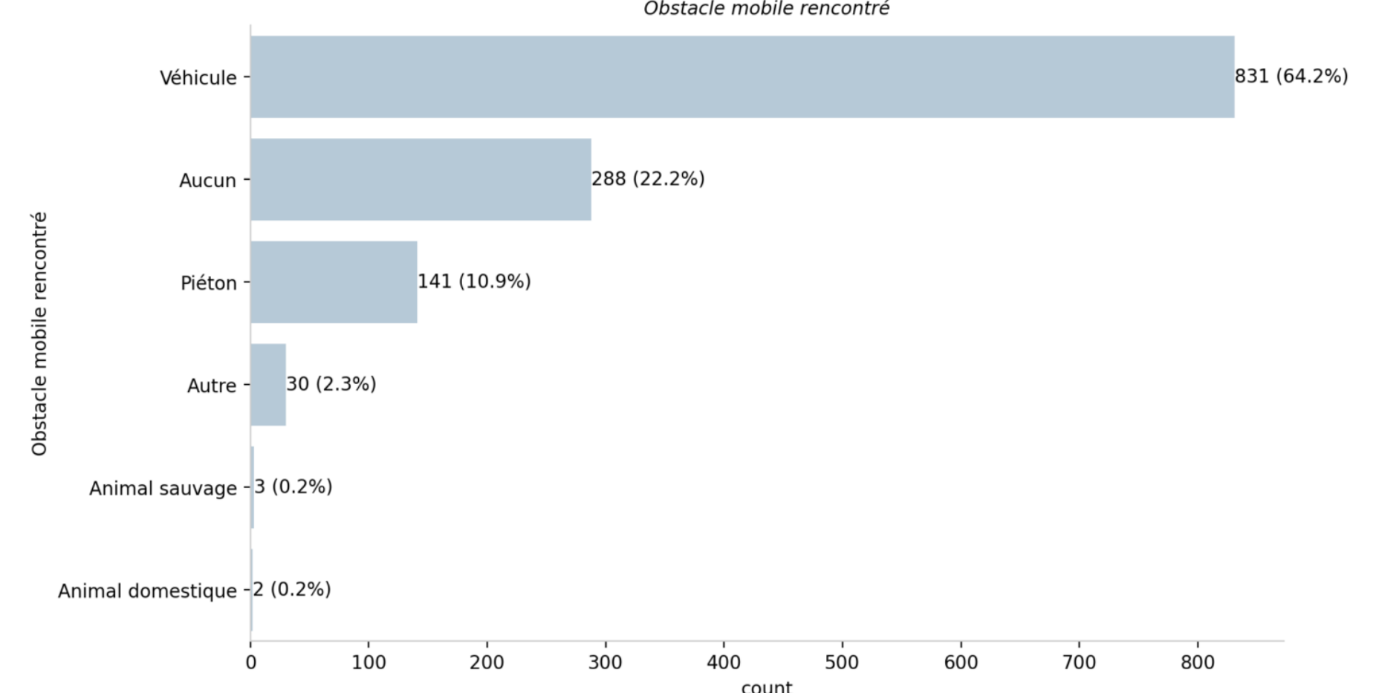 Obstacle mobile rencontré
Obstacle mobile rencontré
Véhicule
831 (64.2%)
Aucun
288 (22.2%)
Piéton
141 (10.9%)
Autre
30 (2.3%)
Animal sauvage
3 (0.2%)
Animal domestique
2 (0.2%)
0 100 200 300 400 500 600 700 800
count